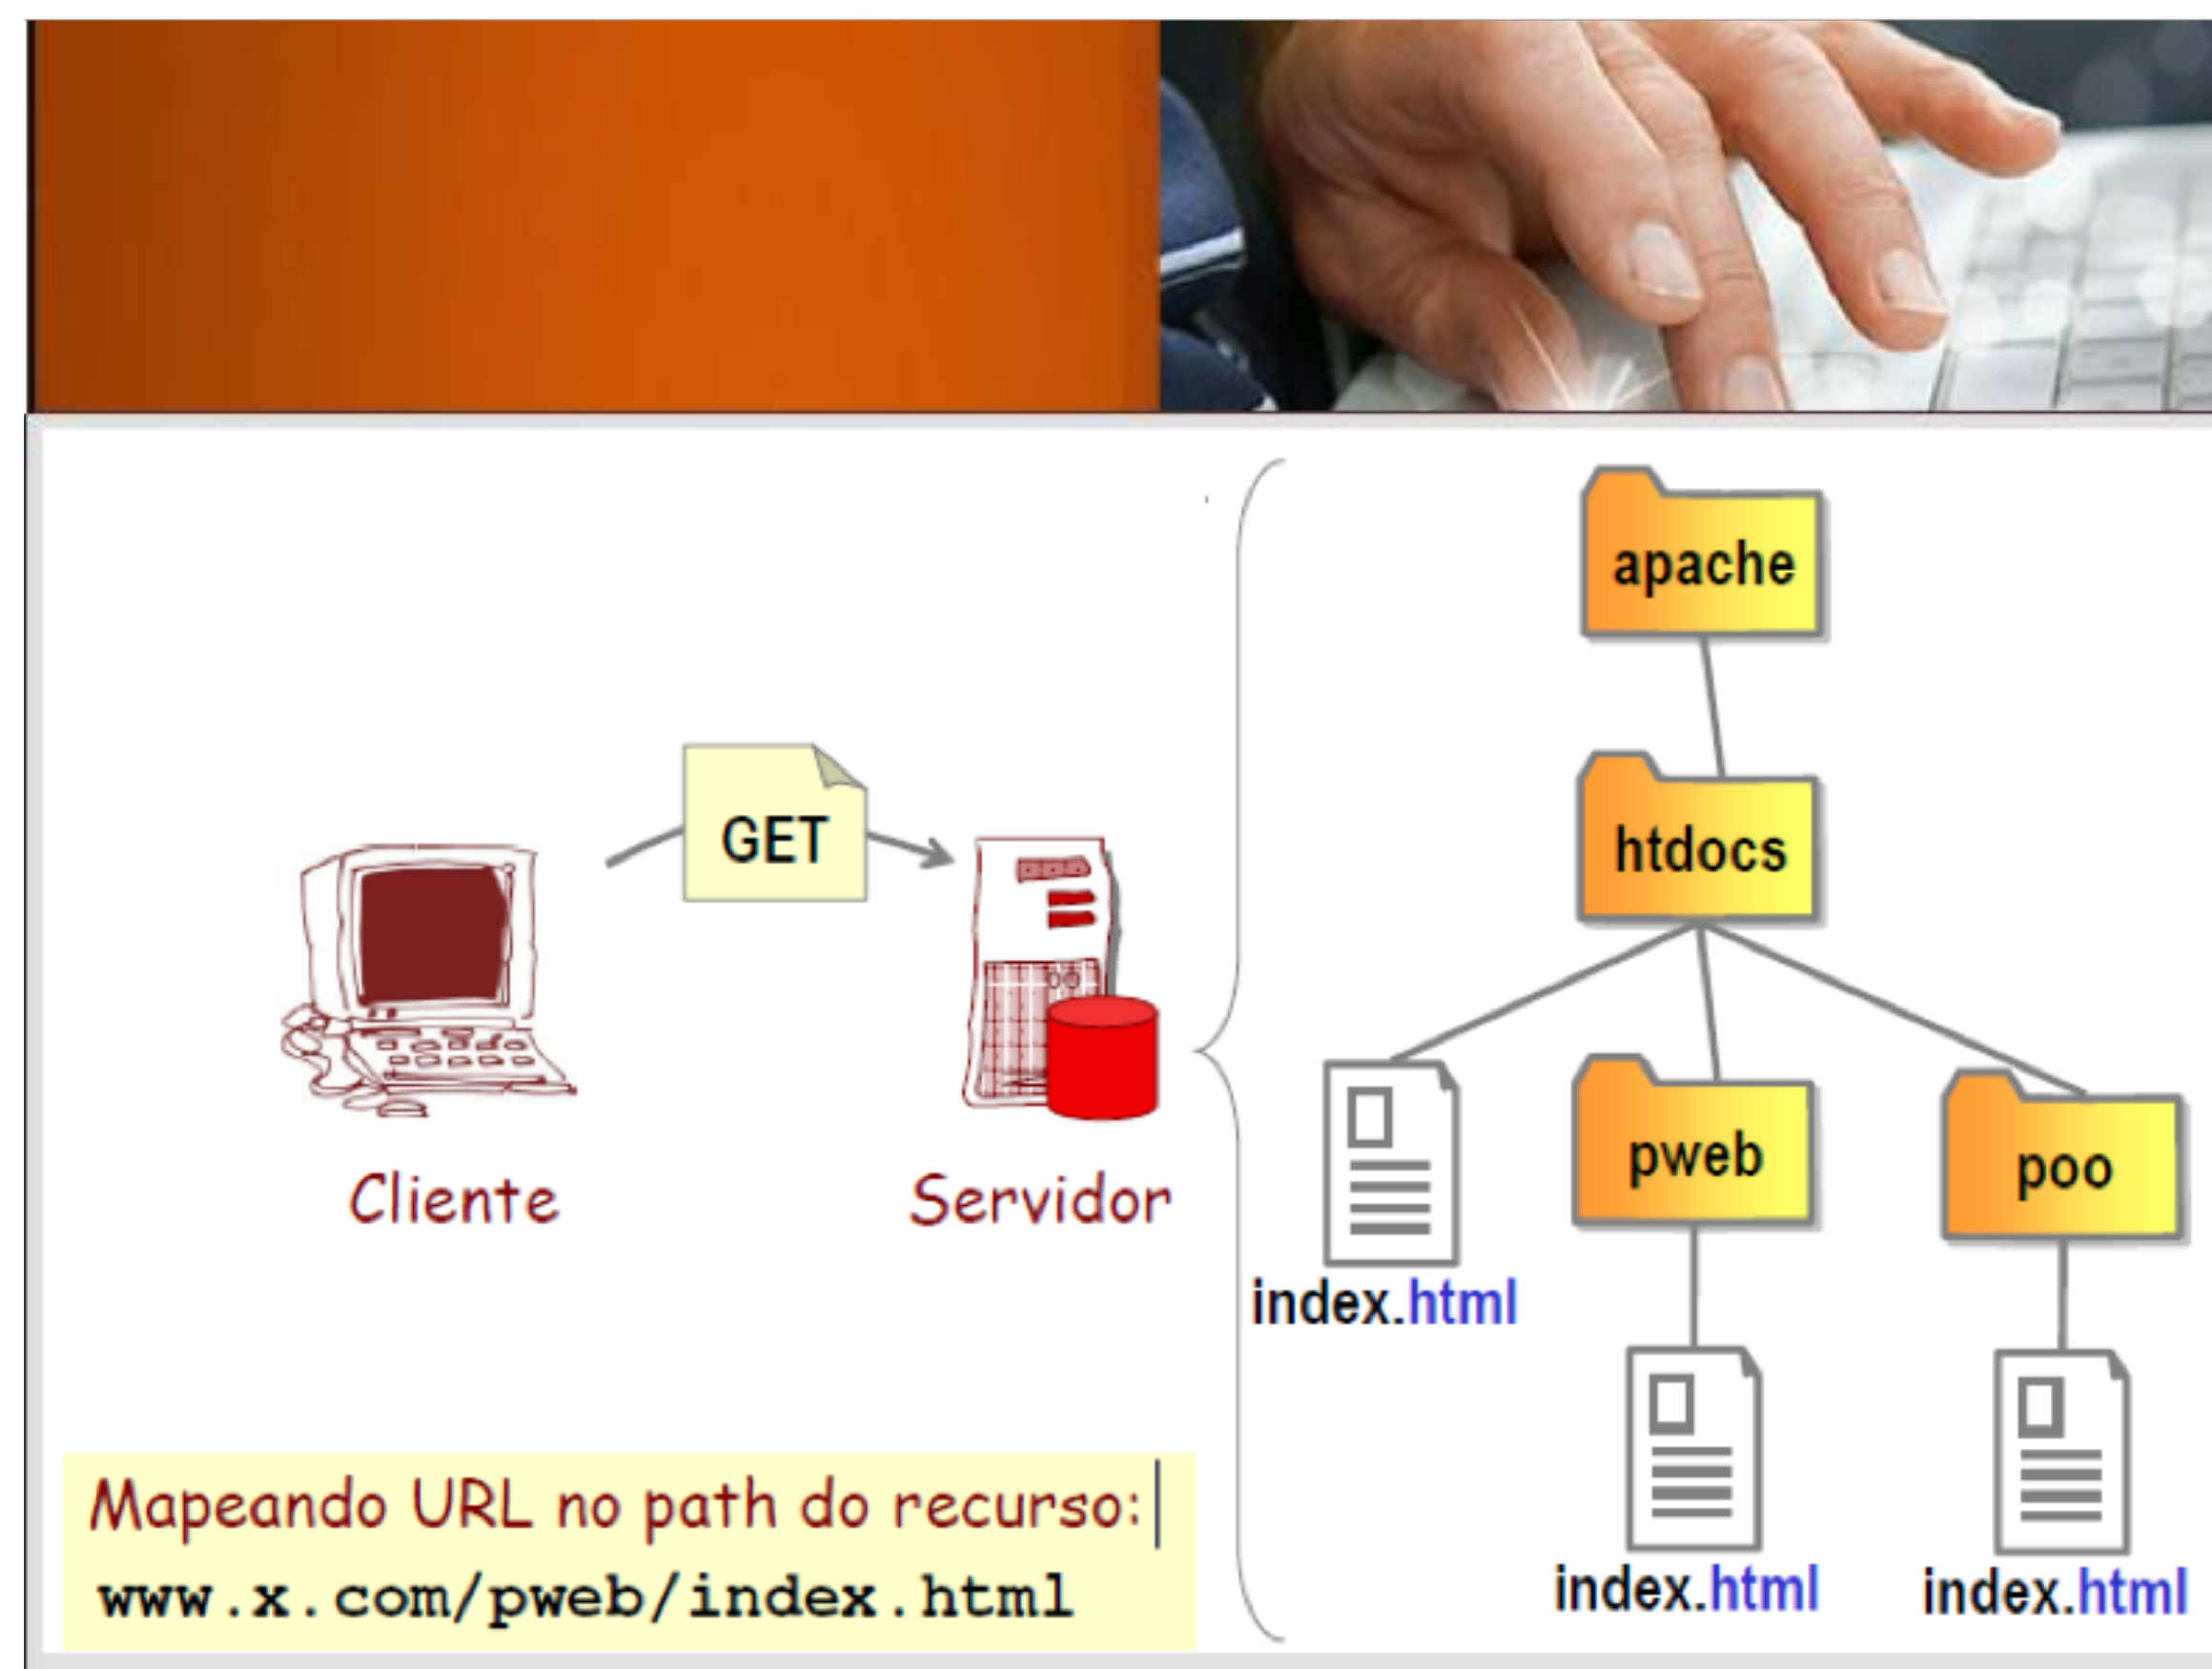 apache
htdocs
GET
Cliente
Servidor
pweb
poo
index.html
index.html
index.html
Mapeando URL no path do recurso:
www.x.com/pweb/index.html